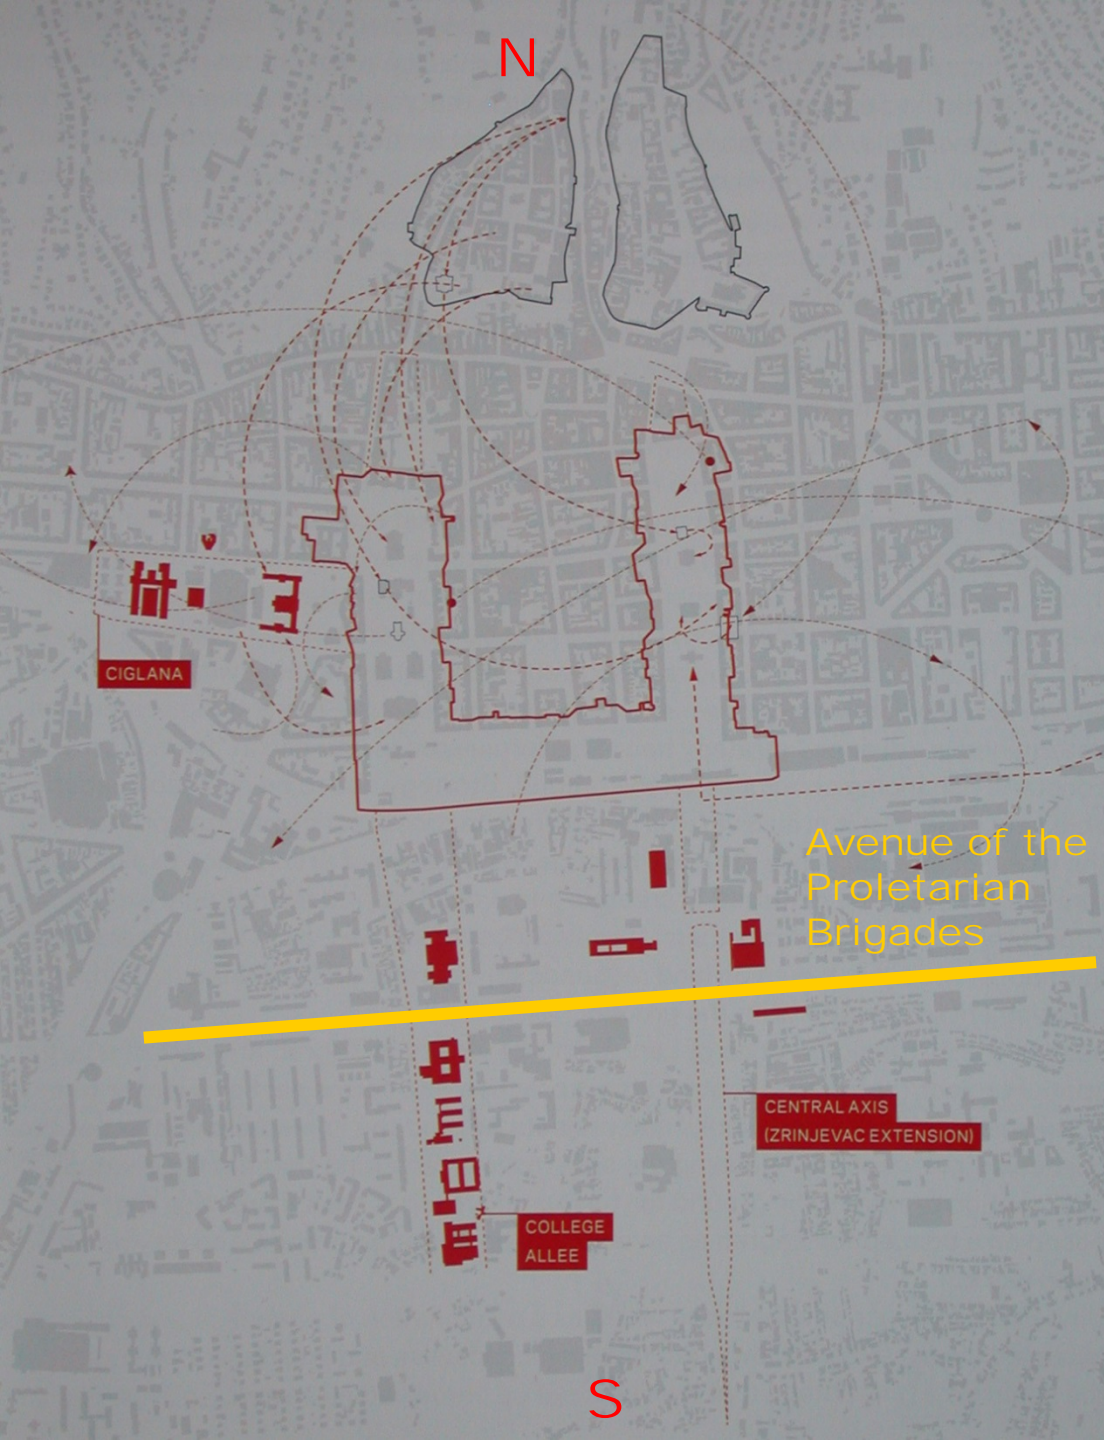 N
CIGLANA
Avenue of the
Proletarian
Brigades
CENTRAL AXIS
(ZRINJEVAC EXTENSION)
COLLEGE
ALLEE
S